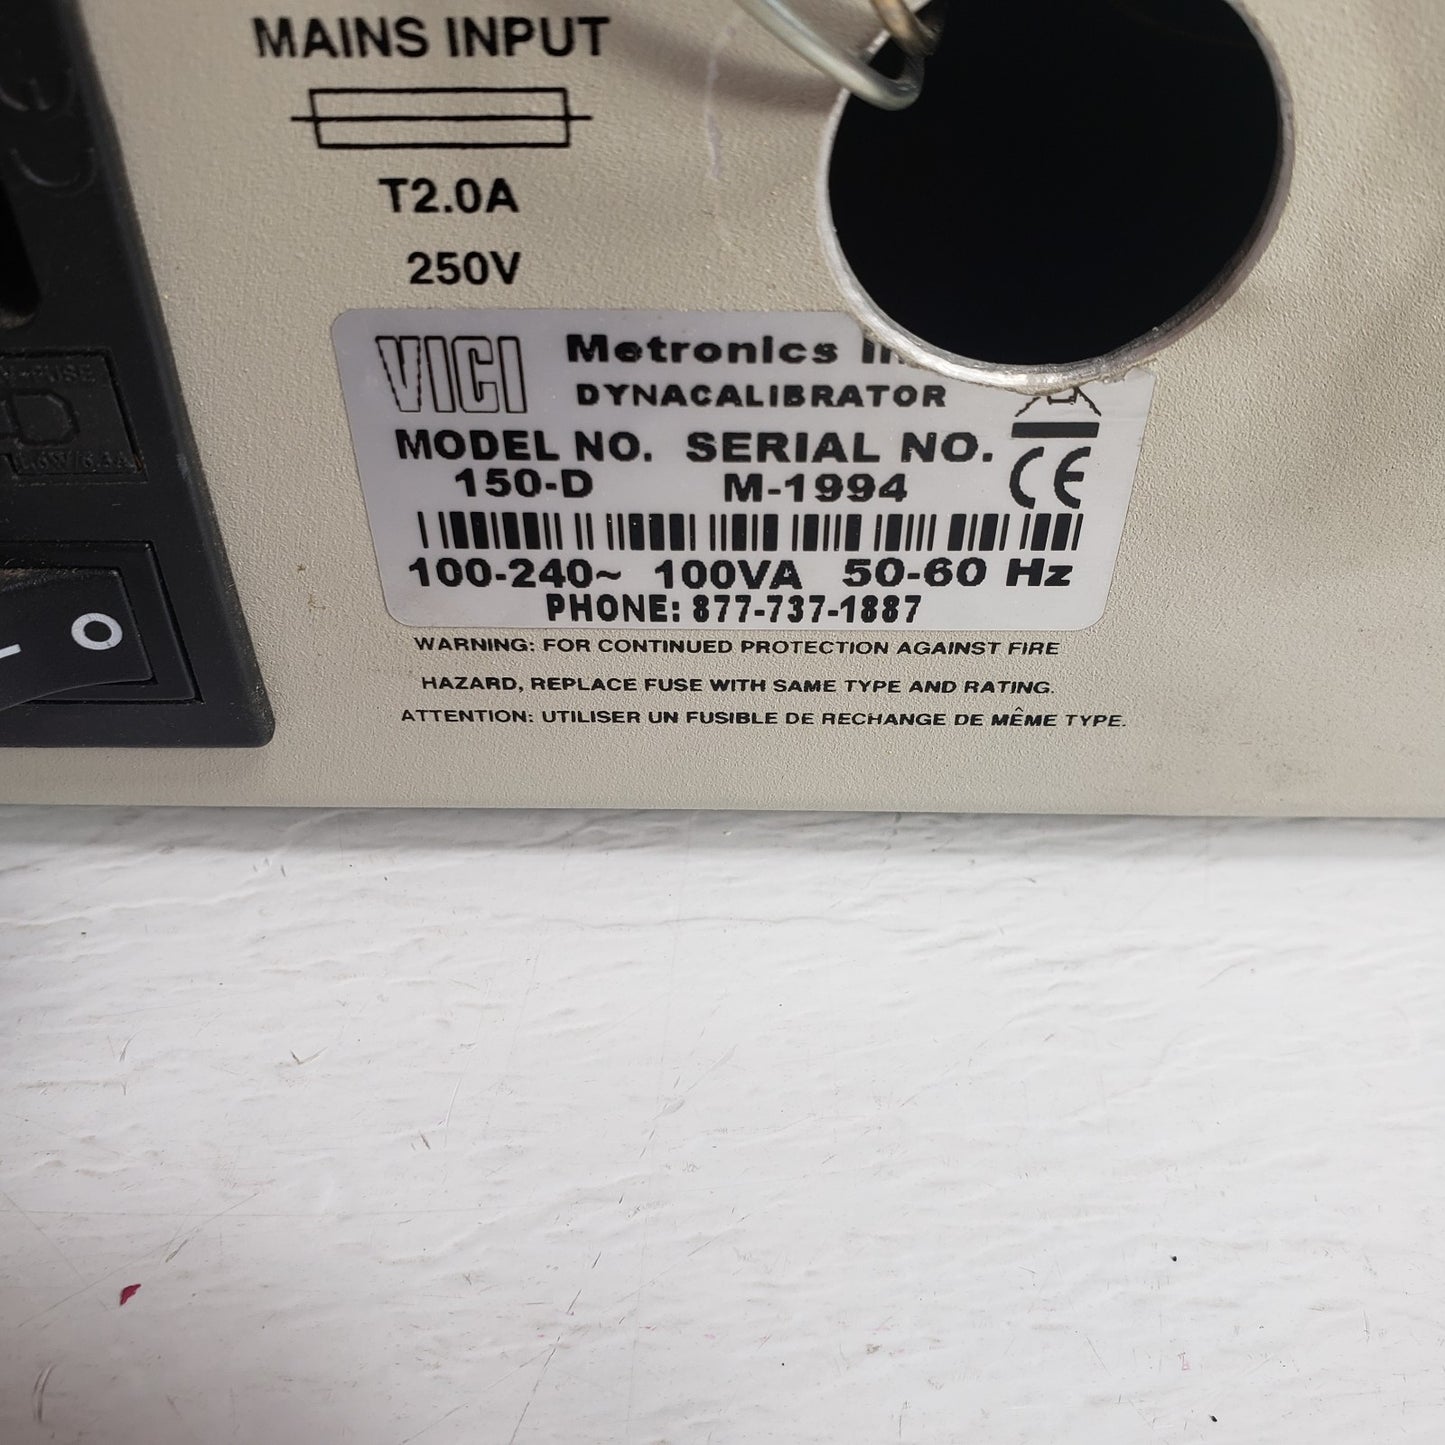 MAINS INPUT
T2.0A
250V
VICI Metronics
DYNACALIBRATOR
MODEL NO. SERIAL NO.
150-D M-1994
CE
100-240~ 100VA 50-60 Hz
PHONE: 877-737-1887
WARNING: FOR CONTINUED PROTECTION AGAINST FIRE
HAZARD, REPLACE FUSE WITH SAME TYPE AND RATING.
ATTENTION: UTILISER UN FUSIBLE DE RECHANGE DE MÊME TYPE.
O